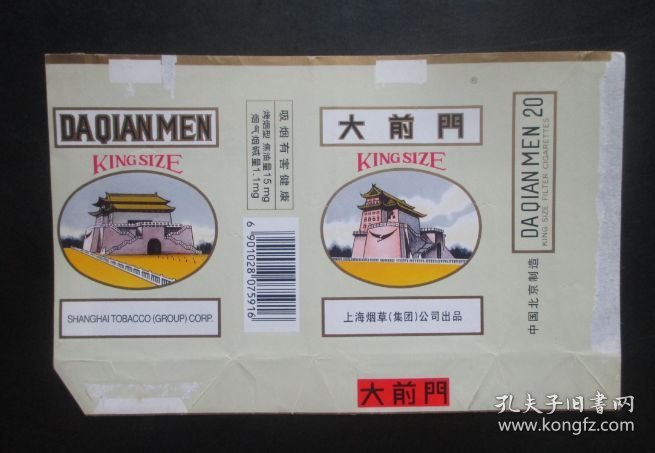 DAQIANMEN
KING SIZE
SHANGHAI TOBACCO (GROUP) CORP.
吸烟有害健康
烤烟型 焦油量15mg
烟气烟碱量1.1mg
6 901028 075916
大前門
KING SIZE
上海烟草(集团)公司出品
大前門
®
DAQIANMEN 20
KING SIZE FILTER CIGARETTES
中国北京制造
孔夫子旧书网
www.kongfz.com